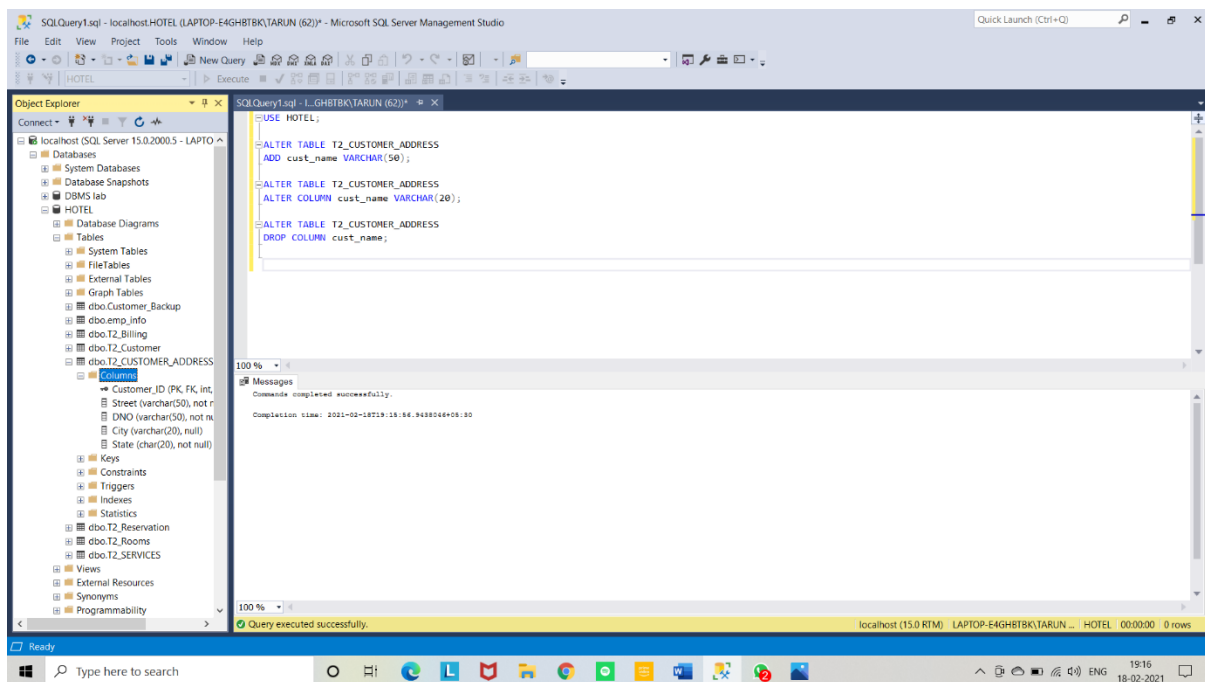 SQLQuery1.sql - localhost.HOTEL (LAPTOP-E4GHBTBK\TARUN (62))* - Microsoft SQL Server Management Studio
Quick Launch (Ctrl+Q)
File Edit View Project Tools Window Help
New Query
HOTEL
Execute
Object Explorer
SQLQuery1.sql - l...GHBTBK\TARUN (62))*
Connect
localhost (SQL Server 15.0.2000.5 - LAPTO
Databases
System Databases
Database Snapshots
DBMS lab
HOTEL
Database Diagrams
Tables
System Tables
FileTables
External Tables
Graph Tables
dbo.Customer_Backup
dbo.emp_info
dbo.T2_Billing
dbo.T2_Customer
dbo.T2_CUSTOMER_ADDRESS
Columns
Customer_ID (PK, FK, int,
Street (varchar(50), not r
DNO (varchar(50), not nu
City (varchar(20), null)
State (char(20), not null)
Keys
Constraints
Triggers
Indexes
Statistics
dbo.T2_Reservation
dbo.T2_Rooms
dbo.T2_SERVICES
Views
External Resources
Synonyms
Programmability
USE HOTEL;
ALTER TABLE T2_CUSTOMER_ADDRESS
ADD cust_name VARCHAR(50);
ALTER TABLE T2_CUSTOMER_ADDRESS
ALTER COLUMN cust_name VARCHAR(20);
ALTER TABLE T2_CUSTOMER_ADDRESS
DROP COLUMN cust_name;
100 %
Messages
Commands completed successfully.
Completion time: 2021-02-18T19:15:56.9438046+05:30
100 %
Query executed successfully.
localhost (15.0 RTM) LAPTOP-E4GHBTBK\TARUN ... HOTEL 00:00:00 0 rows
Ready
Type here to search
L
2
ENG
19:16
18-02-2021